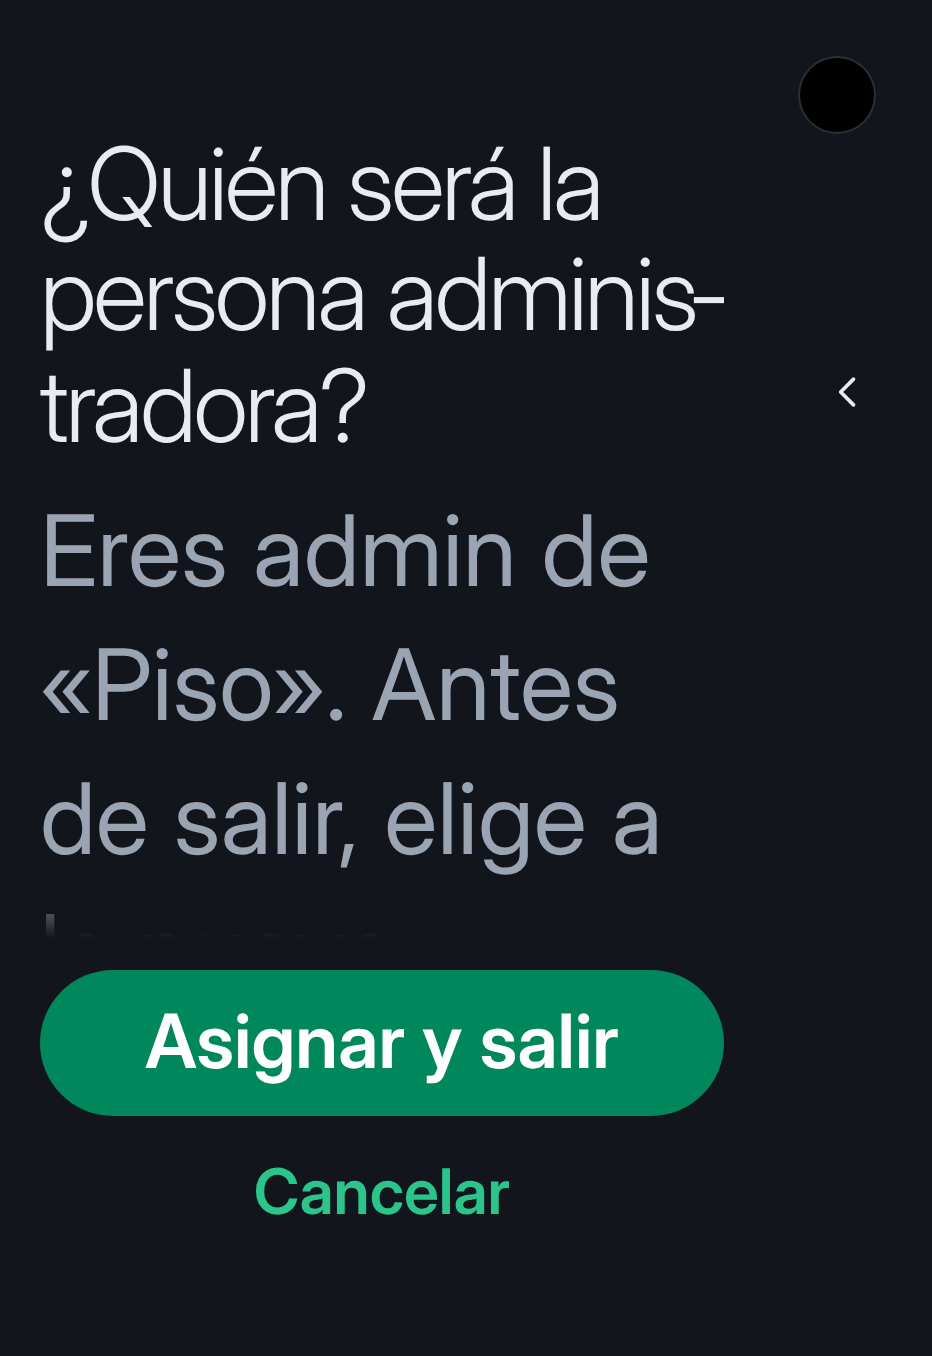 ¿Quién será la
persona adminis-
tradora?
Eres admin de
«Piso». Antes
de salir, elige a
Asignar y salir
Cancelar